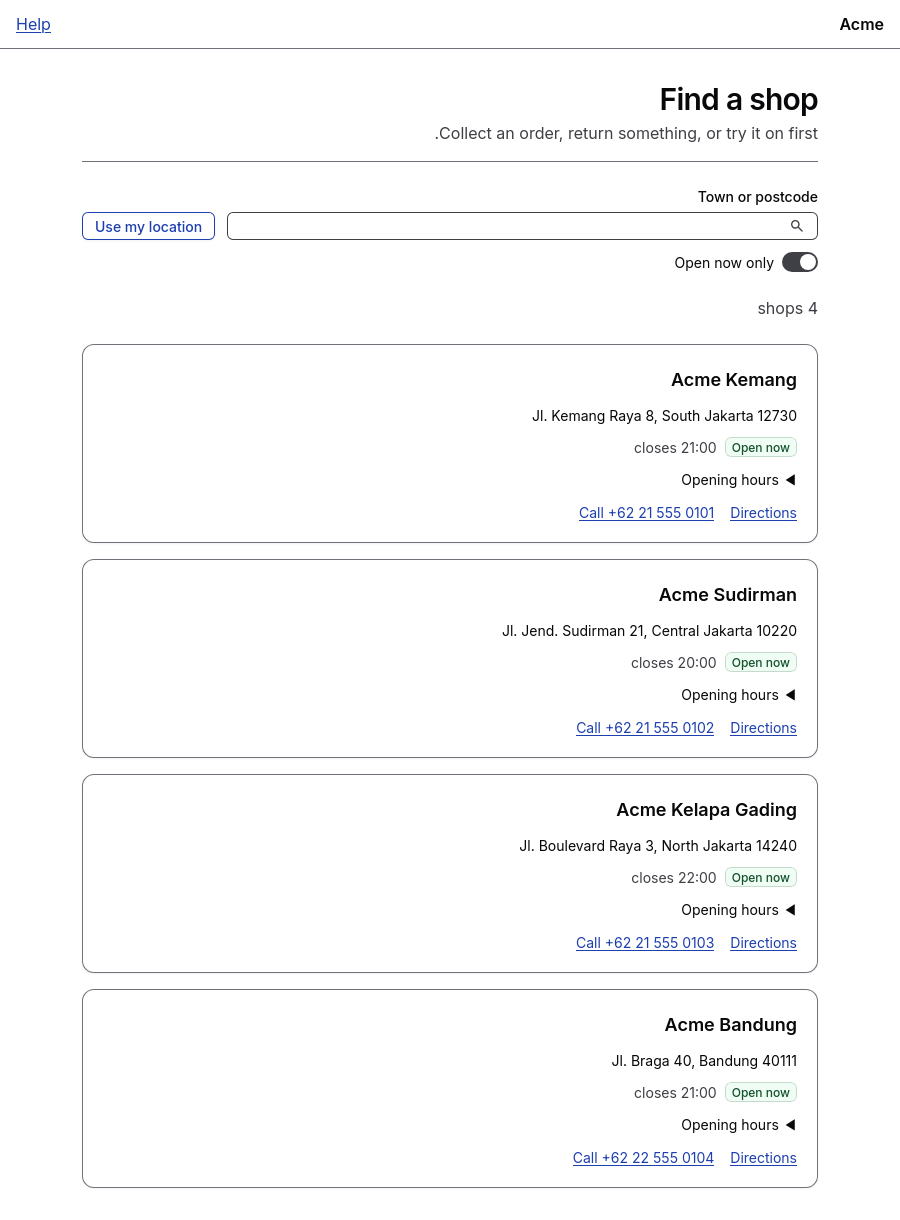 Help
Acme
Find a shop
.Collect an order, return something, or try it on first
Town or postcode
Use my location
Open now only
shops 4
Acme Kemang
Jl. Kemang Raya 8, South Jakarta 12730
closes 21:00 Open now
Opening hours
Call +62 21 555 0101 Directions
Acme Sudirman
Jl. Jend. Sudirman 21, Central Jakarta 10220
closes 20:00 Open now
Opening hours
Call +62 21 555 0102 Directions
Acme Kelapa Gading
Jl. Boulevard Raya 3, North Jakarta 14240
closes 22:00 Open now
Opening hours
Call +62 21 555 0103 Directions
Acme Bandung
Jl. Braga 40, Bandung 40111
closes 21:00 Open now
Opening hours
Call +62 22 555 0104 Directions